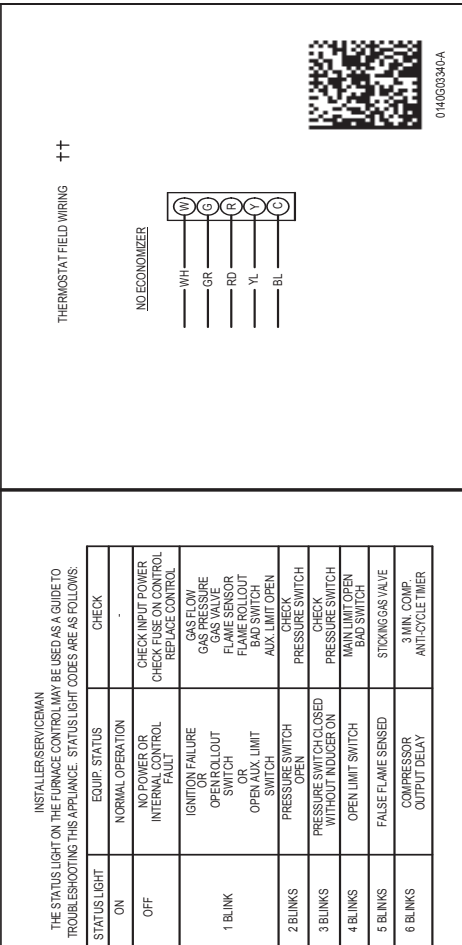 INSTALLER/SERVICEMAN
THE STATUS LIGHT ON THE FURNACE CONTROL MAY BE USED AS A GUIDE TO
TROUBLESHOOTING THIS APPLIANCE. STATUS LIGHT CODES ARE AS FOLLOWS:
STATUS LIGHT EQUIP. STATUS CHECK
ON NORMAL OPERATION -
OFF
NO POWER OR
INTERNAL CONTROL
FAULT
CHECK INPUT POWER
CHECK FUSE ON CONTROL
REPLACE CONTROL
1 BLINK
IGNITION FAILURE
OR
OPEN ROLLOUT
SWITCH
OR
OPEN AUX. LIMIT
SWITCH
GAS FLOW
GAS PRESSURE
GAS VALVE
FLAME SENSOR
FLAME ROLLOUT
BAD SWITCH
AUX. LIMIT OPEN
2 BLINKS
PRESSURE SWITCH
OPEN
CHECK
PRESSURE SWITCH
3 BLINKS
PRESSURE SWITCH CLOSED
WITHOUT INDUCER ON
CHECK
PRESSURE SWITCH
4 BLINKS
OPEN LIMIT SWITCH
MAIN LIMIT OPEN
BAD SWITCH
5 BLINKS
FALSE FLAME SENSED
STICKING GAS VALVE
6 BLINKS
COMPRESSOR
OUTPUT DELAY
3 MIN. COMP.
ANTI-CYCLE TIMER
THERMOSTAT FIELD WIRING ††
NO ECONOMIZER
WH W
GR G
RD R
YL Y
BL C
0140G03340-A